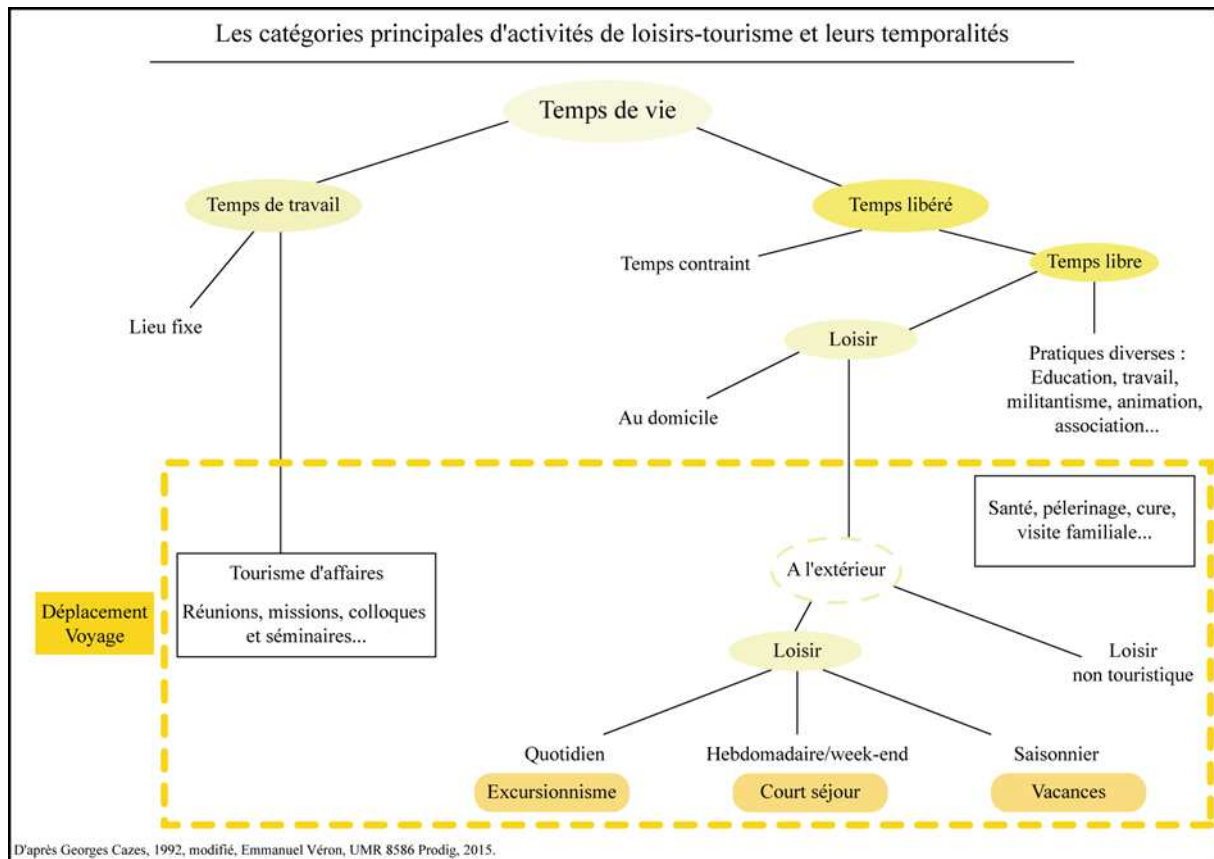 Les catégories principales d'activités de loisirs-tourisme et leurs temporalités
Temps de vie
Temps de travail
Temps libéré
Temps contraint
Temps libre
Lieu fixe
Loisir
Pratiques diverses :
Education, travail,
militantisme, animation,
association...
Au domicile
Santé, pélerinage, cure,
visite familiale...
A l'extérieur
Tourisme d'affaires
Réunions, missions, colloques
et séminaires...
Déplacement
Voyage
Loisir
Loisir
non touristique
Quotidien
Hebdomadaire/week-end
Saisonnier
Excursionnisme
Court séjour
Vacances
D'après Georges Cazes, 1992, modifié, Emmanuel Véron, UMR 8586 Prodig, 2015.